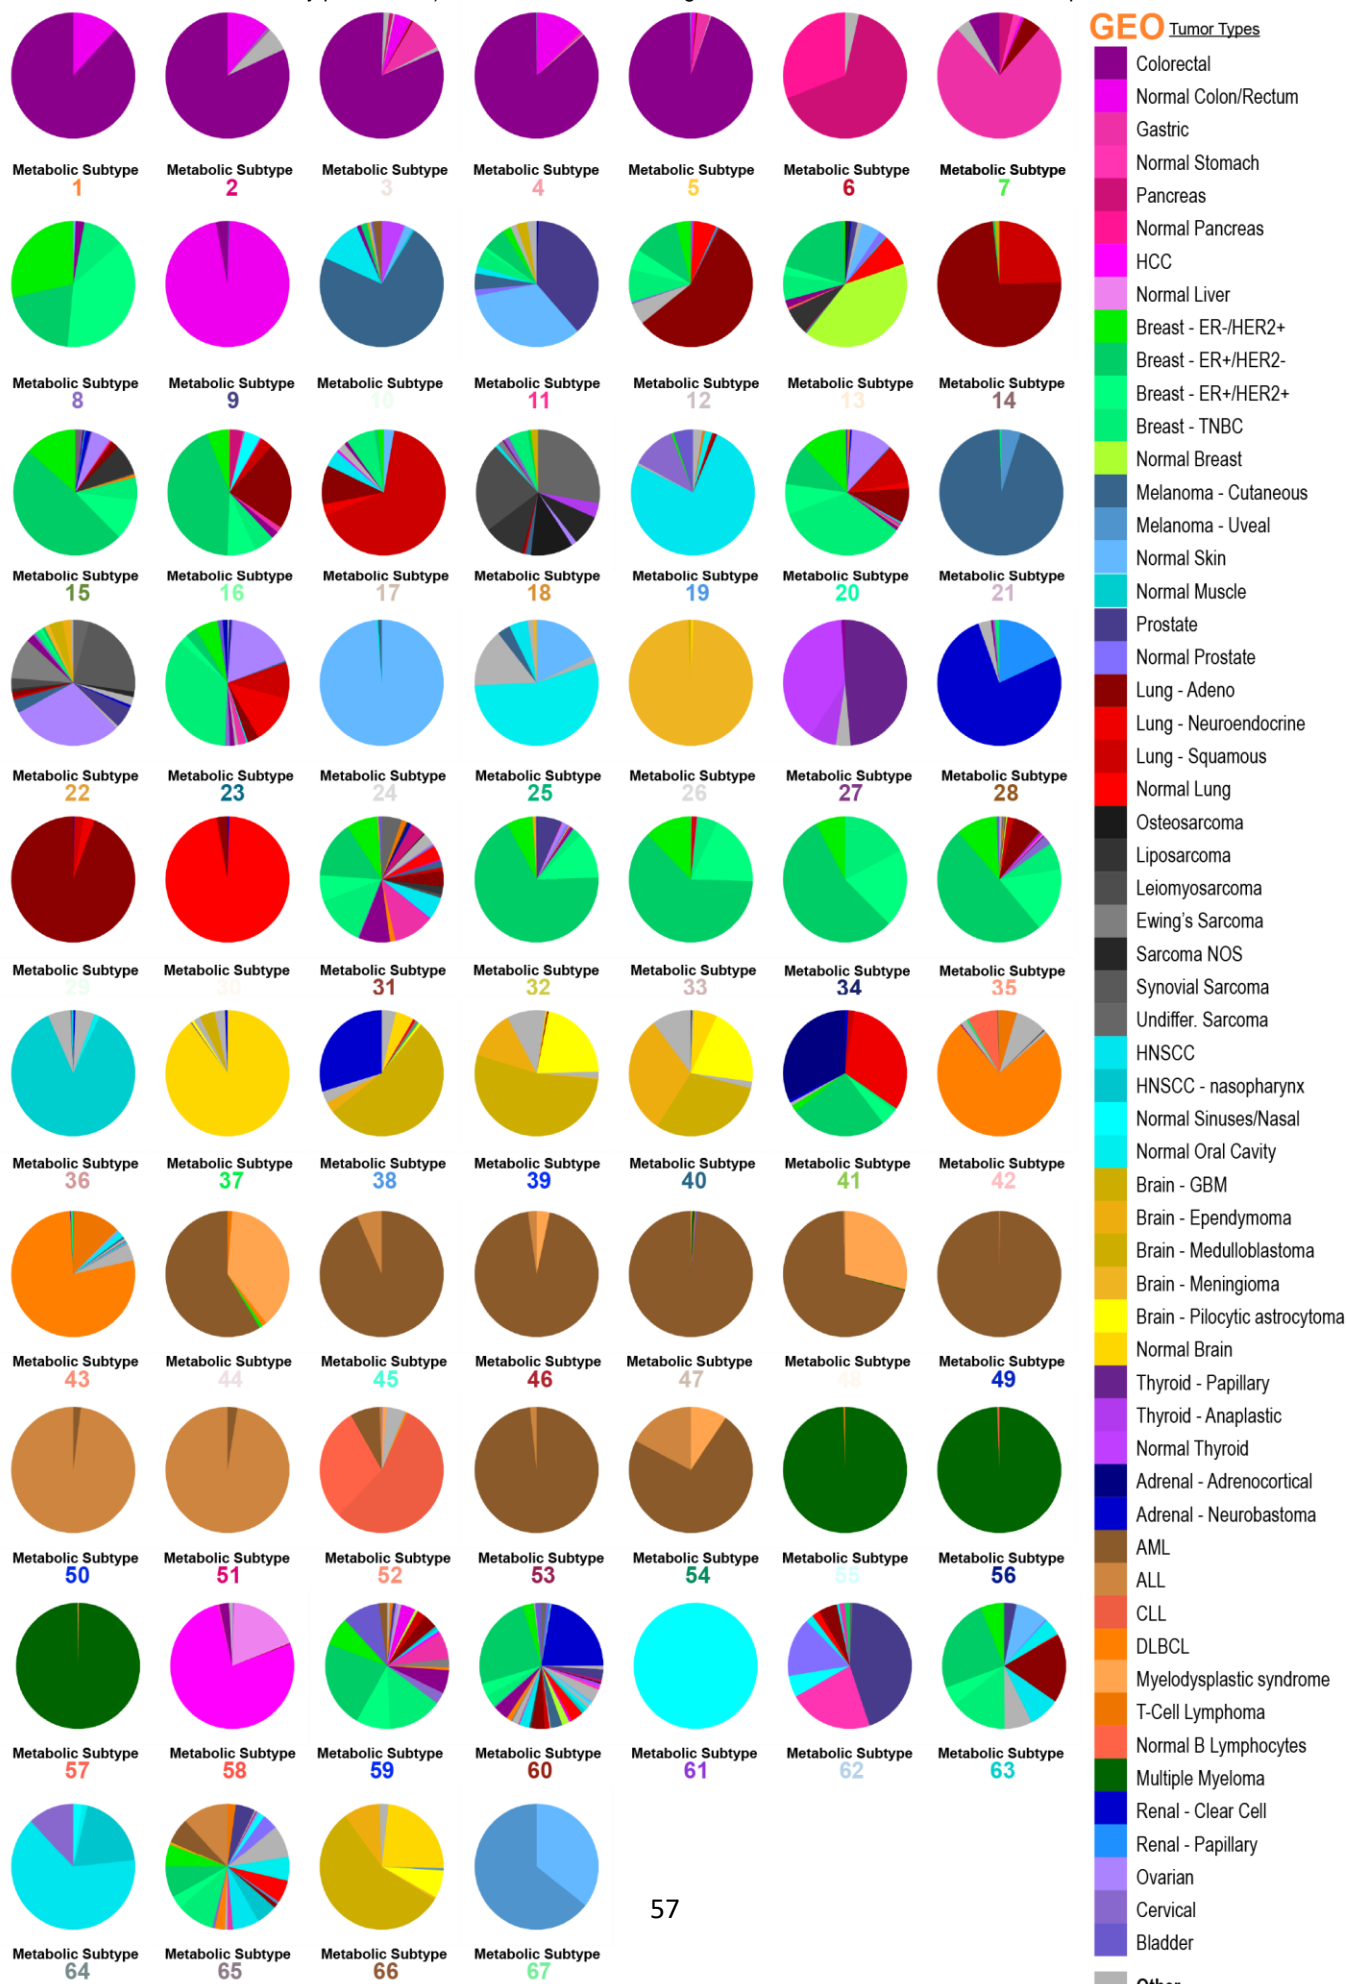 GEO Tumor Types
Metabolic Subtype Metabolic Subtype Metabolic Subtype Metabolic Subtype Metabolic Subtype Metabolic Subtype Metabolic Subtype
1 2 3 4 5 6 7
Metabolic Subtype Metabolic Subtype Metabolic Subtype Metabolic Subtype Metabolic Subtype Metabolic Subtype Metabolic Subtype
8 9 10 11 12 13 14
Metabolic Subtype Metabolic Subtype Metabolic Subtype Metabolic Subtype Metabolic Subtype Metabolic Subtype Metabolic Subtype
15 16 17 18 19 20 21
Metabolic Subtype Metabolic Subtype Metabolic Subtype Metabolic Subtype Metabolic Subtype Metabolic Subtype Metabolic Subtype
22 23 24 25 26 27 28
Metabolic Subtype Metabolic Subtype Metabolic Subtype Metabolic Subtype Metabolic Subtype Metabolic Subtype Metabolic Subtype
29 30 31 32 33 34 35
Metabolic Subtype Metabolic Subtype Metabolic Subtype Metabolic Subtype Metabolic Subtype Metabolic Subtype Metabolic Subtype
36 37 38 39 40 41 42
Metabolic Subtype Metabolic Subtype Metabolic Subtype Metabolic Subtype Metabolic Subtype Metabolic Subtype Metabolic Subtype
43 44 45 46 47 48 49
Metabolic Subtype Metabolic Subtype Metabolic Subtype Metabolic Subtype Metabolic Subtype Metabolic Subtype Metabolic Subtype
50 51 52 53 54 55 56
Metabolic Subtype Metabolic Subtype Metabolic Subtype Metabolic Subtype Metabolic Subtype Metabolic Subtype Metabolic Subtype
57 58 59 60 61 62 63
Metabolic Subtype Metabolic Subtype Metabolic Subtype Metabolic Subtype
64 65 66 67
57
Colorectal
Normal Colon/Rectum
Gastric
Normal Stomach
Pancreas
Normal Pancreas
HCC
Normal Liver
Breast - ER-/HER2+
Breast - ER+/HER2-
Breast - ER+/HER2+
Breast - TNBC
Normal Breast
Melanoma - Cutaneous
Melanoma - Uveal
Normal Skin
Normal Muscle
Prostate
Normal Prostate
Lung - Adeno
Lung - Neuroendocrine
Lung - Squamous
Normal Lung
Osteosarcoma
Liposarcoma
Leiomyosarcoma
Ewing's Sarcoma
Sarcoma NOS
Synovial Sarcoma
Undiffer. Sarcoma
HNSCC
HNSCC - nasopharynx
Normal Sinuses/Nasal
Normal Oral Cavity
Brain - GBM
Brain - Ependymoma
Brain - Medulloblastoma
Brain - Meningioma
Brain - Pilocytic astrocytoma
Normal Brain
Thyroid - Papillary
Thyroid - Anaplastic
Normal Thyroid
Adrenal - Adrenocortical
Adrenal - Neurobastoma
AML
ALL
CLL
DLBCL
Myelodysplastic syndrome
T-Cell Lymphoma
Normal B Lymphocytes
Multiple Myeloma
Renal - Clear Cell
Renal - Papillary
Ovarian
Cervical
Bladder
Other